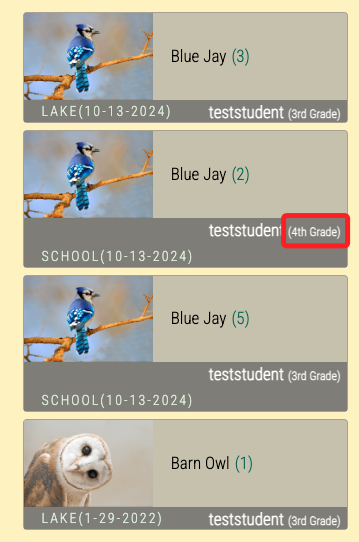 Blue Jay (3)
LAKE(10-13-2024) teststudent (3rd Grade)
Blue Jay (2)
teststudent (4th Grade)
SCHOOL(10-13-2024)
Blue Jay (5)
teststudent (3rd Grade)
SCHOOL(10-13-2024)
Barn Owl (1)
LAKE(1-29-2022) teststudent (3rd Grade)